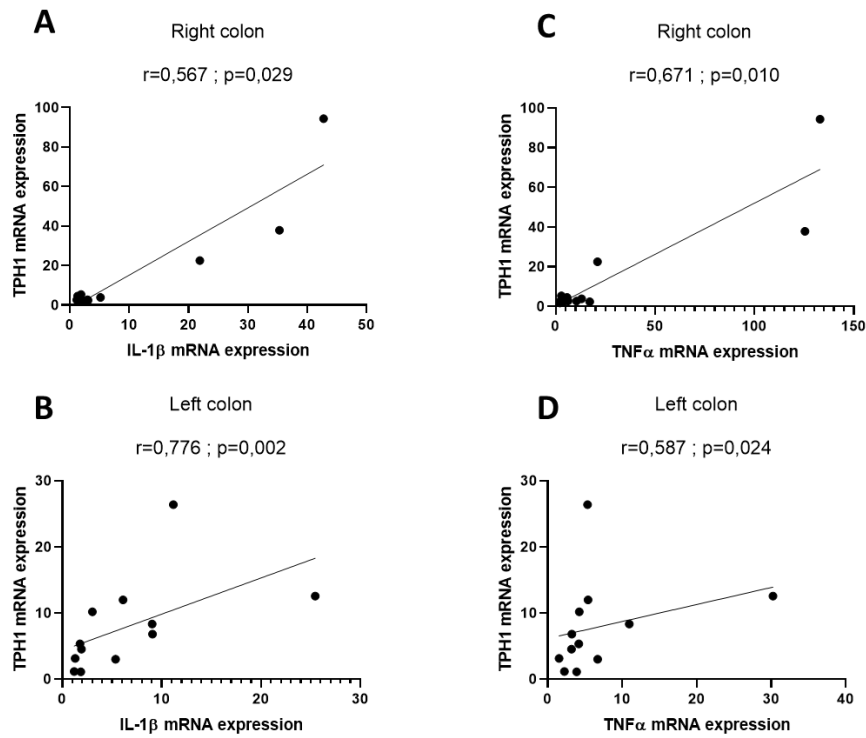 A
Right colon
r=0,567 ; p=0,029
TPH1 mRNA expression
100
80
60
40
20
0
0 10 20 30 40 50
IL-1β mRNA expression
C
Right colon
r=0,671 ; p=0,010
TPH1 mRNA expression
100
80
60
40
20
0
0 50 100 150
TNFα mRNA expression
B
Left colon
r=0,776 ; p=0,002
TPH1 mRNA expression
30
20
10
0
0 10 20 30
IL-1β mRNA expression
D
Left colon
r=0,587 ; p=0,024
TPH1 mRNA expression
30
20
10
0
0 10 20 30 40
TNFα mRNA expression